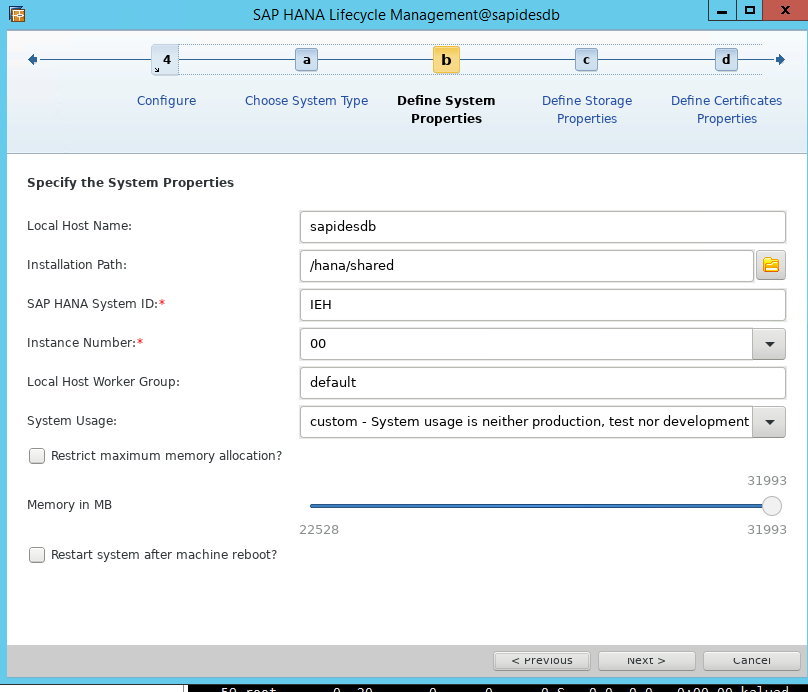 SAP HANA Lifecycle Management@sapidesdb
4 a b c d
Configure Choose System Type Define System Define Storage Define Certificates
Properties Properties Properties
Specify the System Properties
Local Host Name: sapidesdb
Installation Path: /hana/shared
SAP HANA System ID:* IEH
Instance Number:* 00
Local Host Worker Group: default
System Usage: custom - System usage is neither production, test nor development
Restrict maximum memory allocation?
31993
Memory in MB
22528 31993
Restart system after machine reboot?
< Previous Next > Cancel